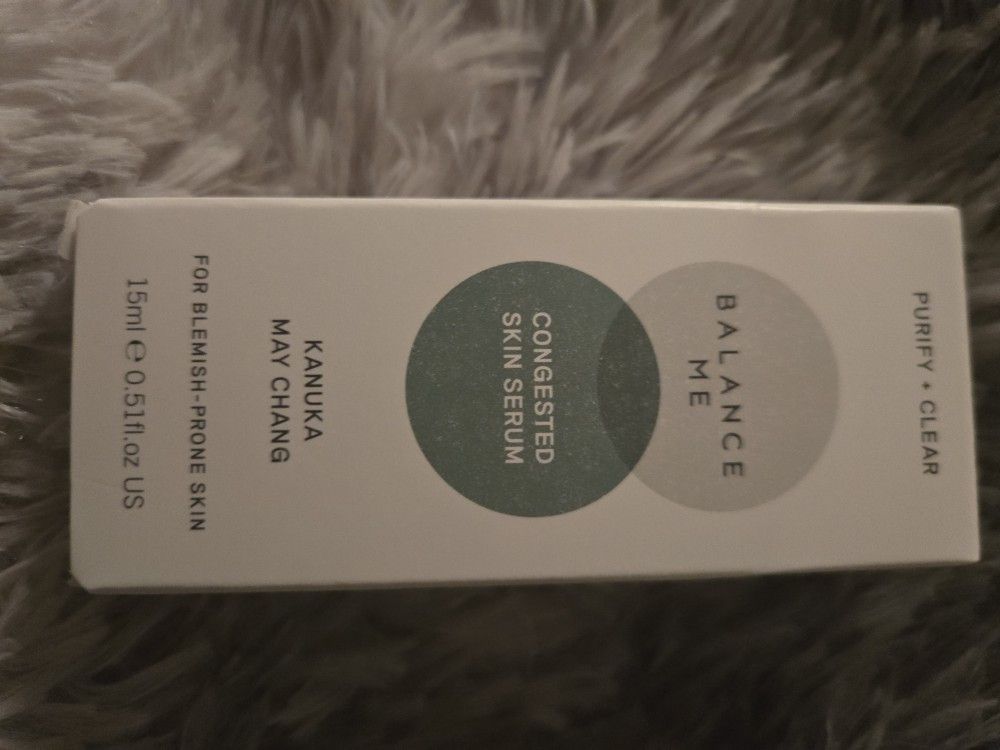 PURIFY + CLEAR
BALANCE
ME
CONGESTED
SKIN SERUM
KANUKA
MAY CHANG
FOR BLEMISH-PRONE SKIN
15ml ℮ 0.51fl.oz US